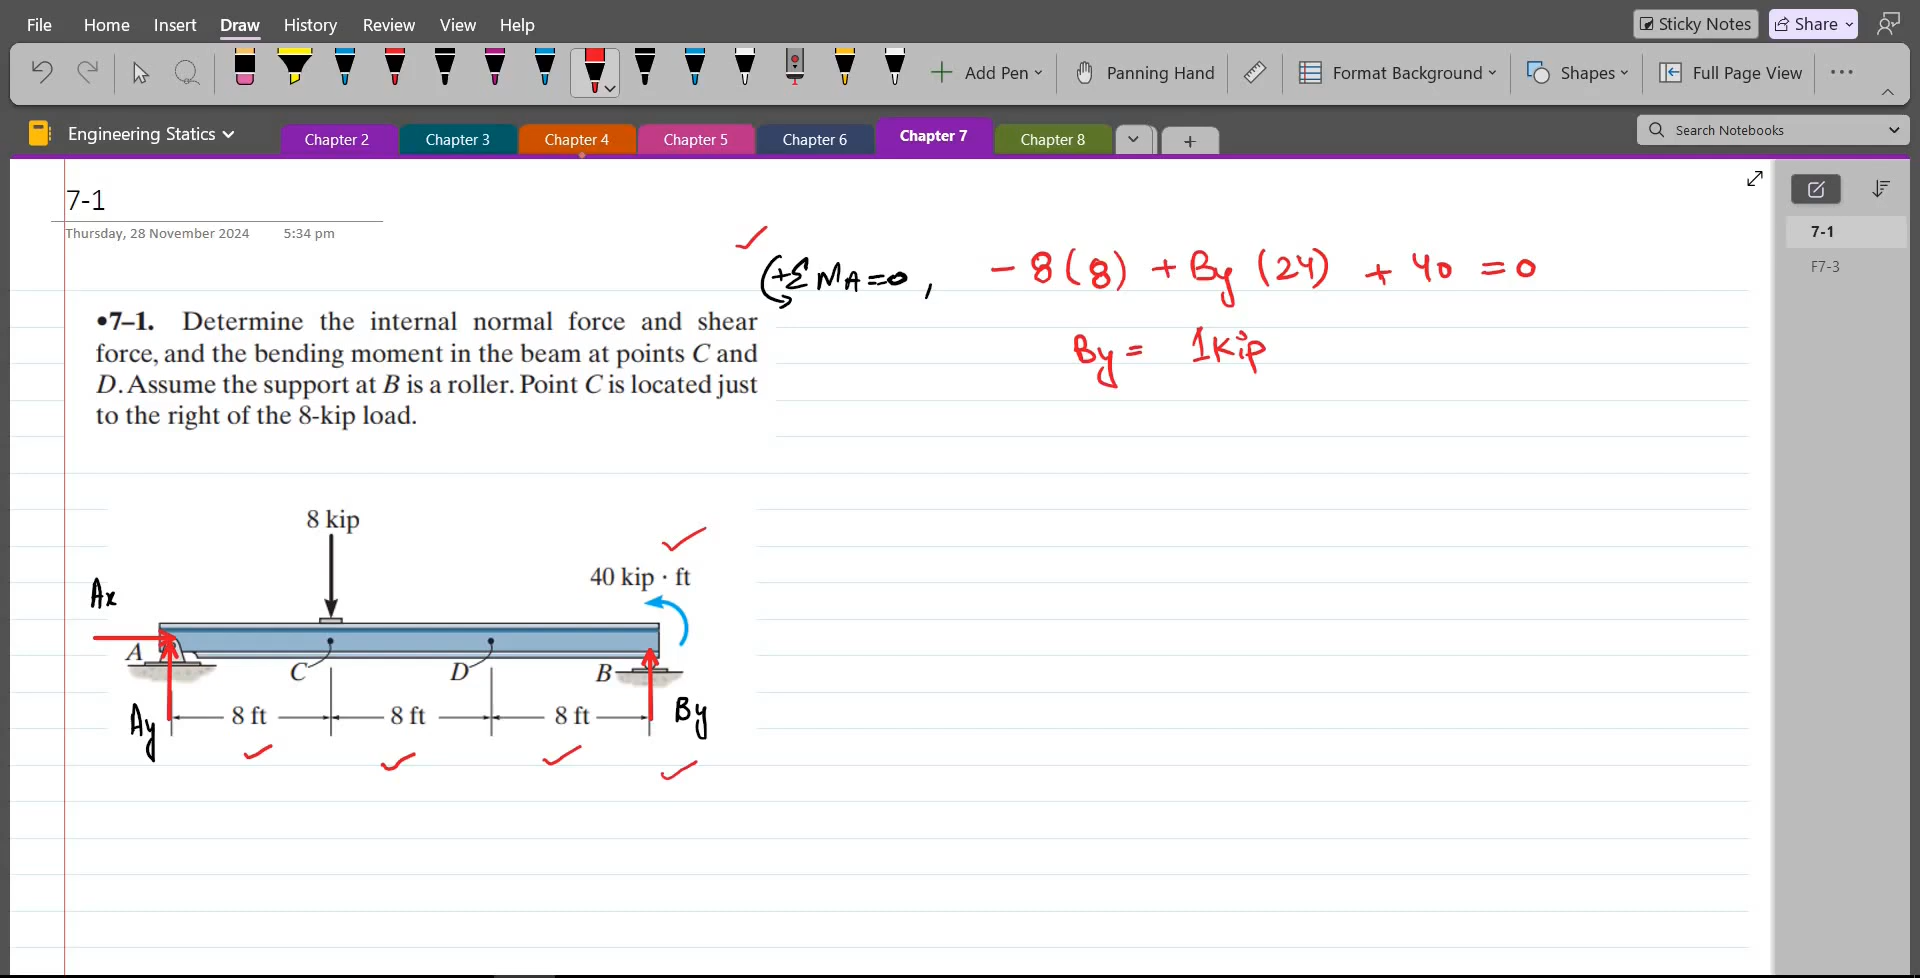 File Home Insert Draw History Review View Help Sticky Notes Share
Add Pen Panning Hand Format Background Shapes Full Page View
Engineering Statics Chapter 2 Chapter 3 Chapter 4 Chapter 5 Chapter 6 Chapter 7 Chapter 8 Search Notebooks
7-1
Thursday, 28 November 2024 5:34 pm
7-1
F7-3
+ΣMA=0, - 8(8) + By (24) + 40 = 0
By = 1Kip
•7–1. Determine the internal normal force and shear
force, and the bending moment in the beam at points C and
D. Assume the support at B is a roller. Point C is located just
to the right of the 8-kip load.
8 kip
40 kip · ft
Ax
A C D B
Ay 8 ft 8 ft 8 ft By